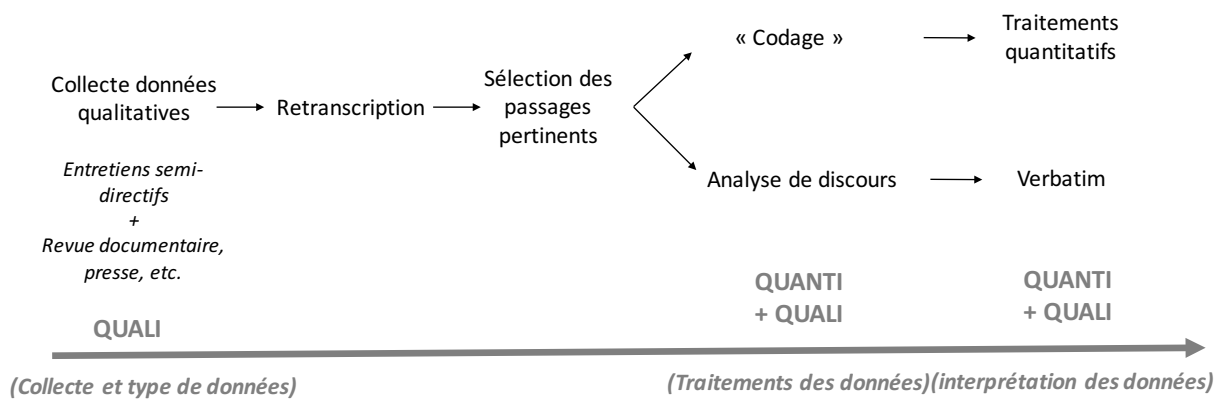 Collecte données
qualitatives
Retranscription
Sélection des
passages
pertinents
« Codage »
Traitements
quantitatifs
Analyse de discours
Verbatim
Entretiens semi-
directifs
+
Revue documentaire,
presse, etc.
QUALI
QUANTI
+ QUALI
QUANTI
+ QUALI
(Collecte et type de données)
(Traitements des données)(interprétation des données)